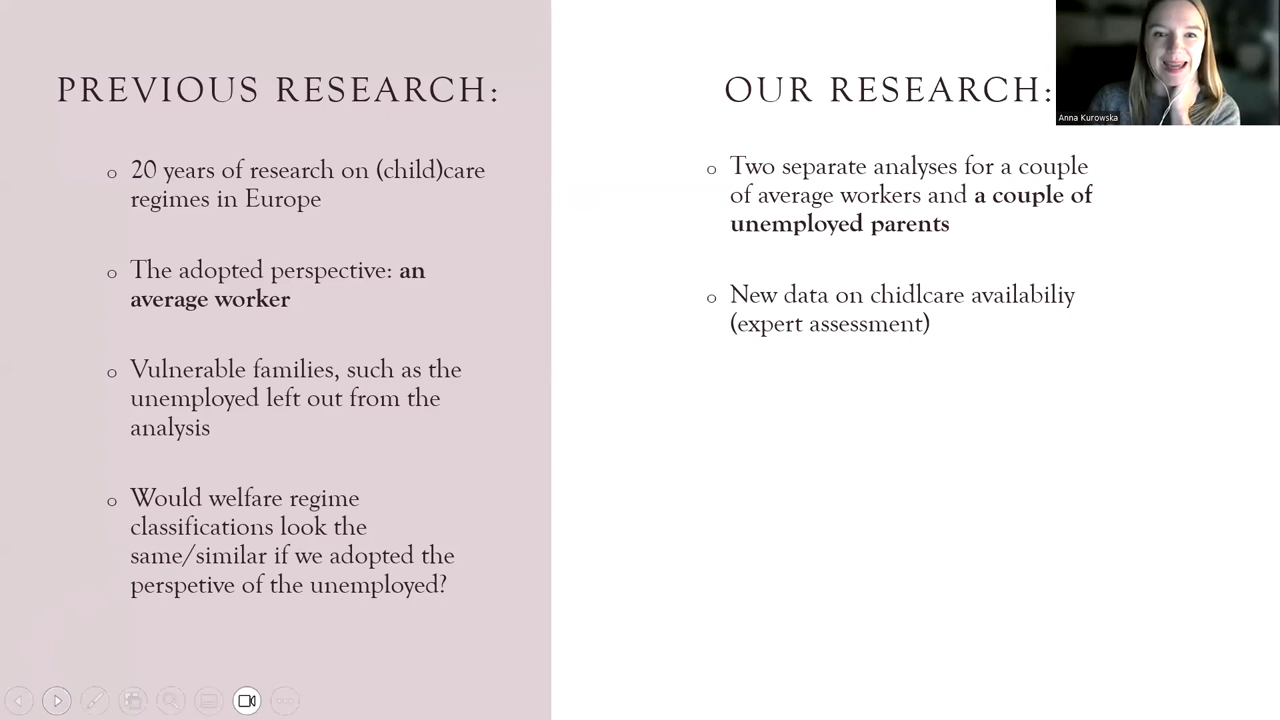 PREVIOUS RESEARCH:
o 20 years of research on (child)care
regimes in Europe
o The adopted perspective: an
average worker
o Vulnerable families, such as the
unemployed left out from the
analysis
o Would welfare regime
classifications look the
same/similar if we adopted the
perspetive of the unemployed?
OUR RESEARCH:
o Two separate analyses for a couple
of average workers and a couple of
unemployed parents
o New data on chidlcare availabiliy
(expert assessment)
Anna Kurowska